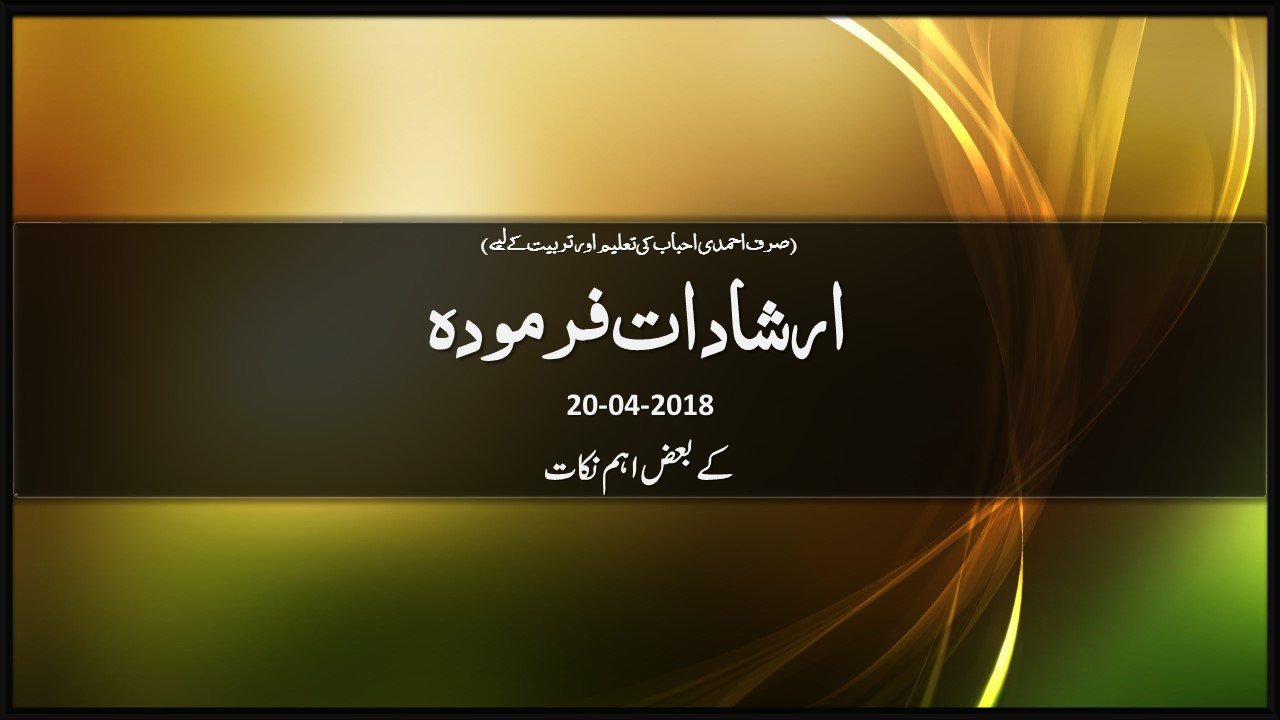 (صرف احمدی احباب کی تعلیم اور تربیت کے لیے)
ارشادات فرمودہ
20-04-2018
کے بعض اہم نکات